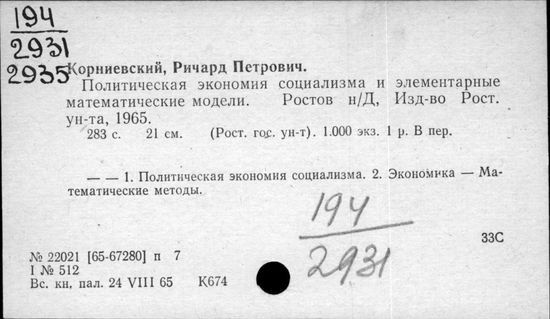 194
2931
2935
Корниевский, Ричард Петрович.
Политическая экономия социализма и элементарные
математические модели. Ростов н/Д, Изд-во Рост.
ун-та, 1965.
283 с. 21 см. (Рост. гос. ун-т). 1.000 экз. 1 р. В пер.
— — 1. Политическая экономия социализма. 2. Экономика — Ма-
тематические методы.
194
2931
33С
№ 22021 [65-67280] п 7
I № 512
Вс. кн. пал. 24 VIII 65 К674